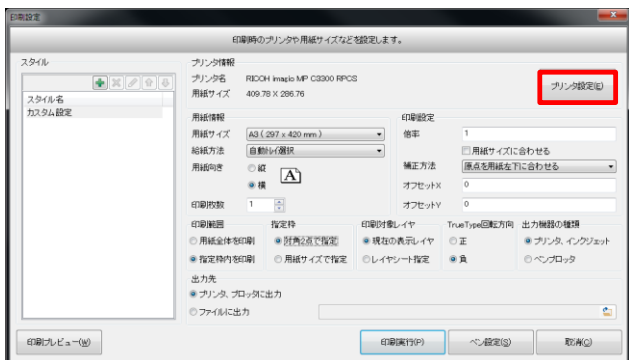 印刷設定
印刷時のプリンタや用紙サイズなどを設定します。
スタイル
スタイル名
カスタム設定
プリンタ情報
プリンタ名 RICOH imagio MP C3300 RPCS
用紙サイズ 409.78 X 286.76
プリンタ設定(E)
用紙情報
用紙サイズ A3 ( 297 x 420 mm )
給紙方法 自動トレイ選択
用紙向き 縦
A
横
印刷枚数 1
印刷設定
倍率 1
用紙サイズに合わせる
補正方法 原点を用紙左下に合わせる
オフセットX 0
オフセットY 0
印刷範囲 指定枠 印刷対象レイヤ TrueType回転方向 出力機器の種類
用紙全体を印刷 対角2点で指定 現在の表示レイヤ 正 プリンタ、インクジェット
指定枠内を印刷 用紙サイズで指定 レイヤシート指定 負 ペンプロッタ
出力先
プリンタ、プロッタに出力
ファイルに出力
印刷プレビュー(W) 印刷実行(P) ペン設定(S) 取消(C)